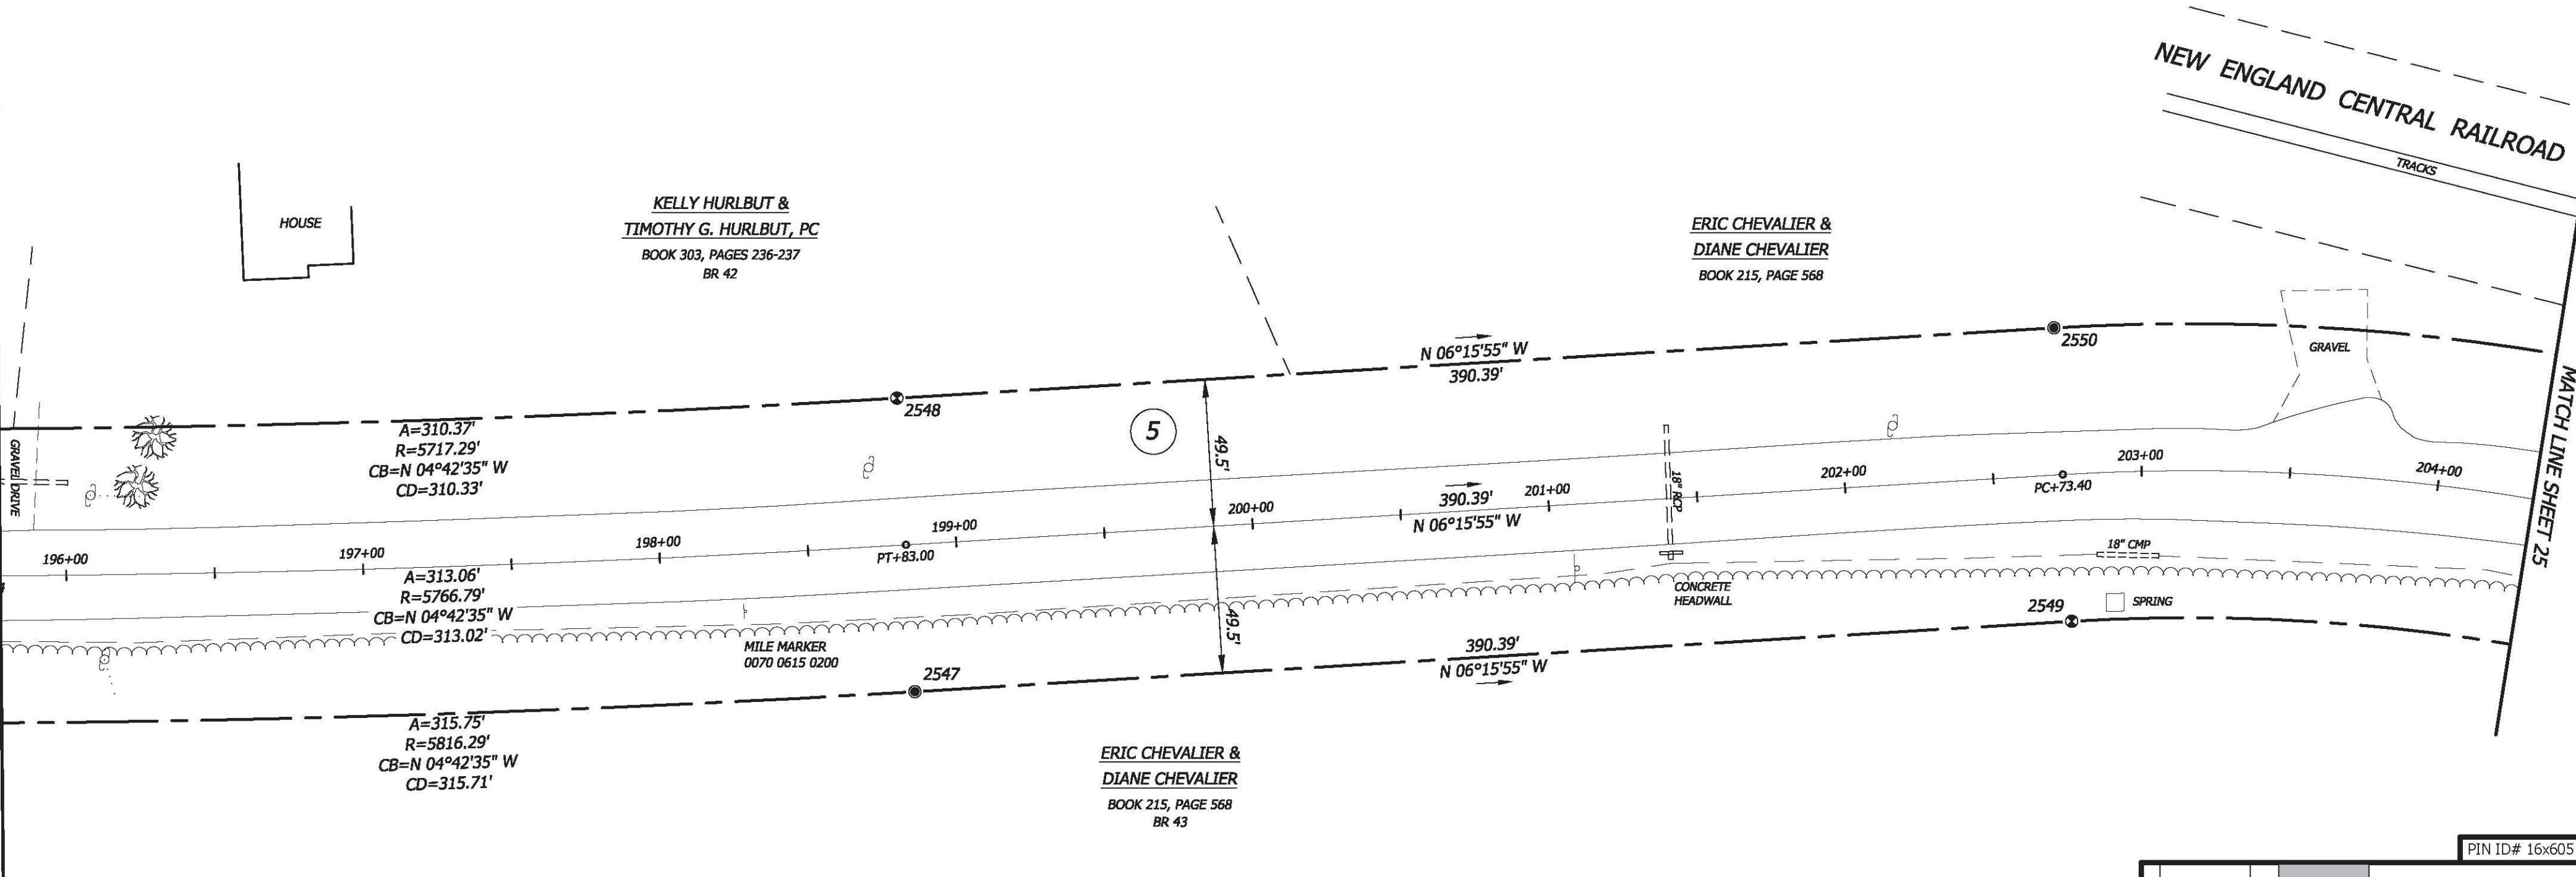 NEW ENGLAND CENTRAL RAILROAD
TRACKS
HOUSE
KELLY HURLBUT &
TIMOTHY G. HURLBUT, PC
BOOK 303, PAGES 236-237
BR 42
ERIC CHEVALIER &
DIANE CHEVALIER
BOOK 215, PAGE 568
N 06°15'55" W
390.39'
2550
GRAVEL
MATCH LINE SHEET 25
2548
5
49.5'
GRAVEL DRIVE
A=310.37'
R=5717.29'
CB=N 04°42'35" W
CD=310.33'
18" RCP
390.39'
N 06°15'55" W
196+00
197+00
198+00
199+00
200+00
201+00
202+00
203+00
204+00
PT+83.00
PC+73.40
A=313.06'
R=5766.79'
CB=N 04°42'35" W
CD=313.02'
18" CMP
CONCRETE
HEADWALL
2549
SPRING
49.5'
MILE MARKER
0070 0615 0200
390.39'
N 06°15'55" W
2547
A=315.75'
R=5816.29'
CB=N 04°42'35" W
CD=315.71'
ERIC CHEVALIER &
DIANE CHEVALIER
BOOK 215, PAGE 568
BR 43
PIN ID# 16x605